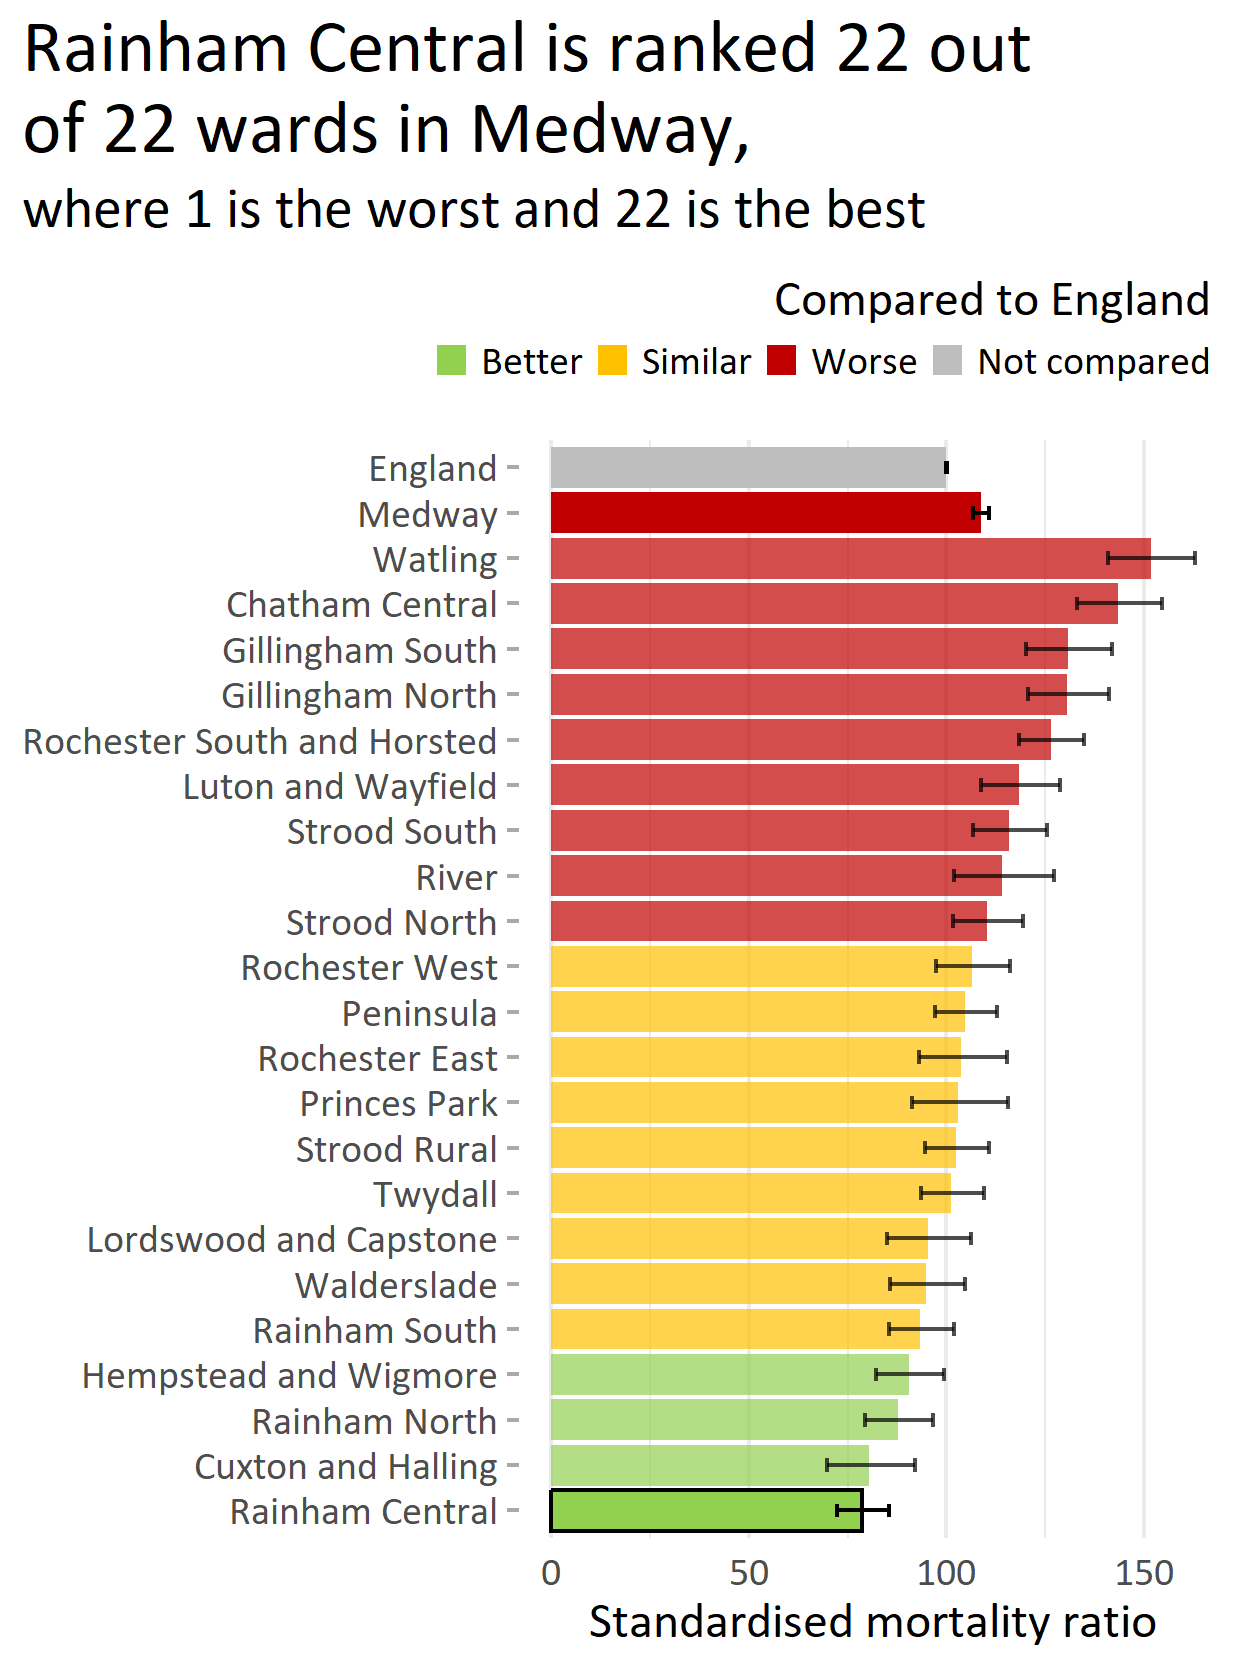 Rainham Central is ranked 22 out
of 22 wards in Medway,
where 1 is the worst and 22 is the best
Compared to England
Better Similar Worse Not compared
England
Medway
Watling
Chatham Central
Gillingham South
Gillingham North
Rochester South and Horsted
Luton and Wayfield
Strood South
River
Strood North
Rochester West
Peninsula
Rochester East
Princes Park
Strood Rural
Twydall
Lordswood and Capstone
Walderslade
Rainham South
Hempstead and Wigmore
Rainham North
Cuxton and Halling
Rainham Central
0 50 100 150
Standardised mortality ratio